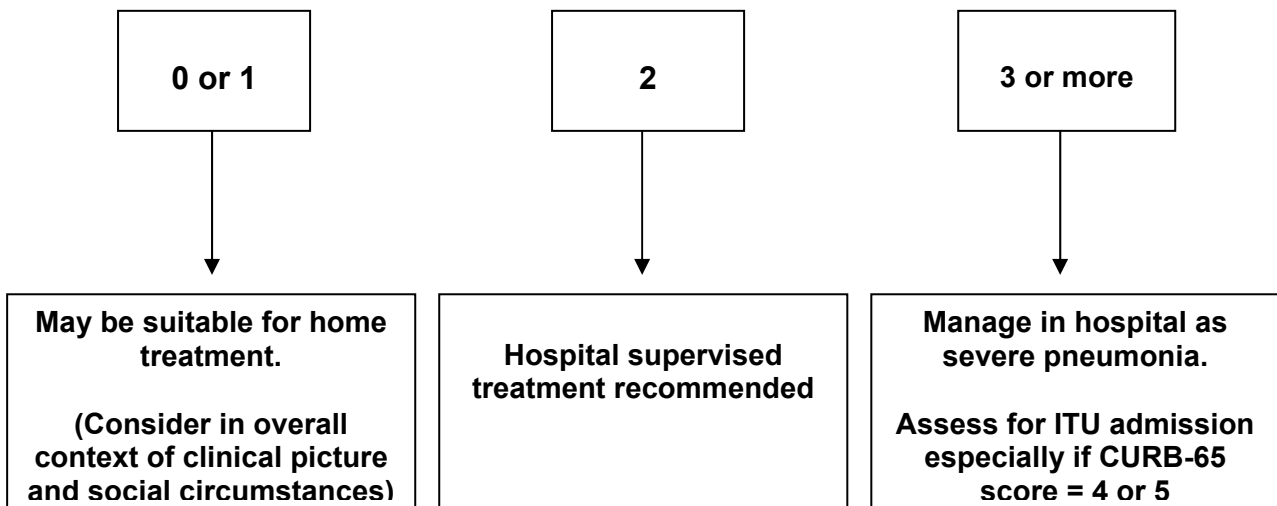 0 or 1
2
3 or more
May be suitable for home
treatment.
(Consider in overall
context of clinical picture
and social circumstances)
Hospital supervised
treatment recommended
Manage in hospital as
severe pneumonia.
Assess for ITU admission
especially if CURB-65
score = 4 or 5